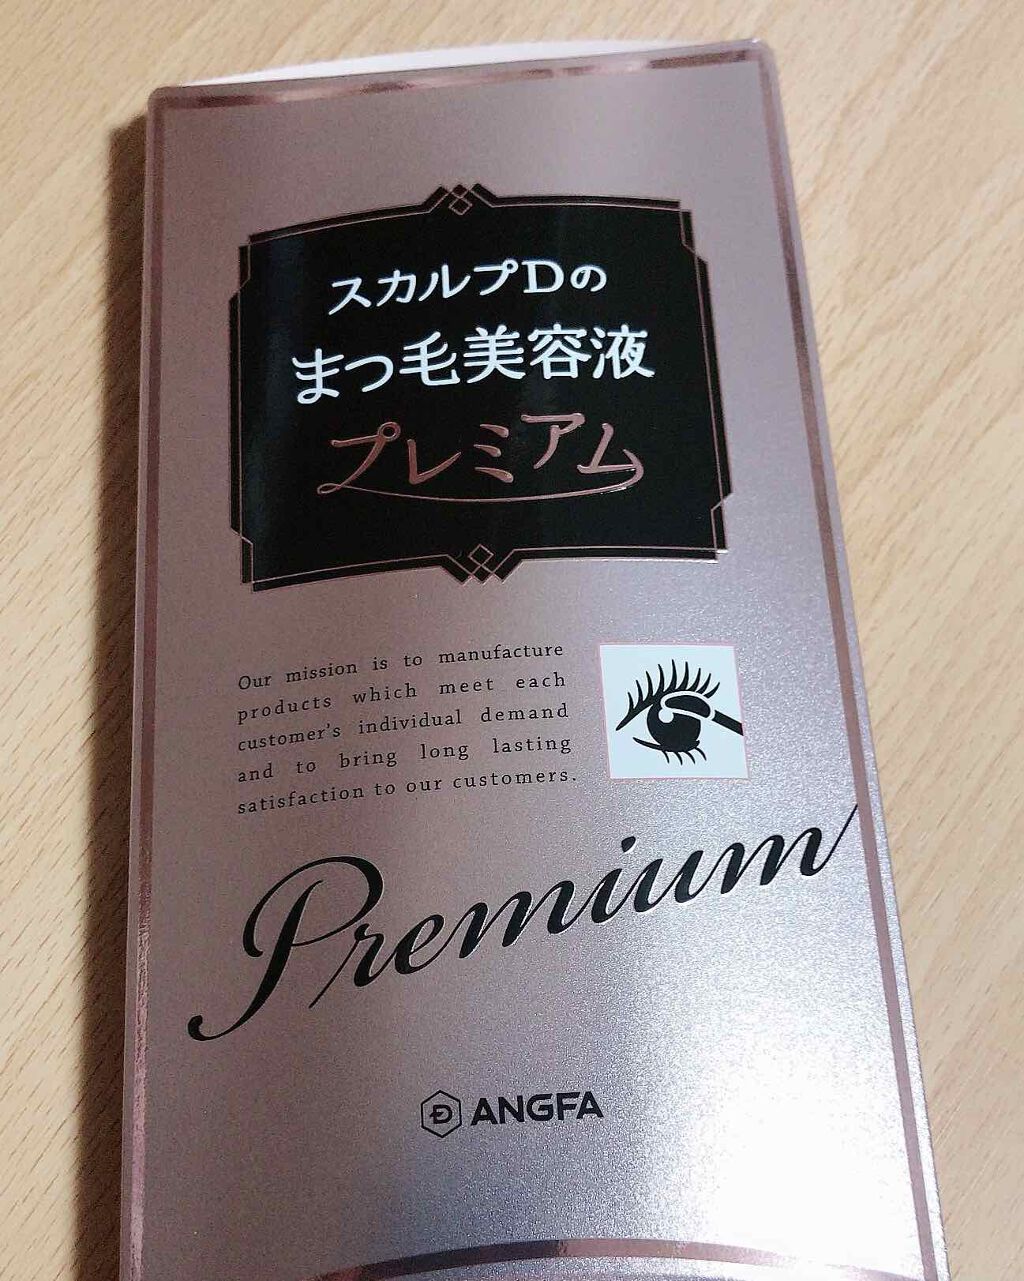 スカルプDの
まつ毛美容液
プレミアム
Our mission is to manufacture
products which meet each
customer's individual demand
and to bring long lasting
satisfaction to our customers.
Premium
ANGFA